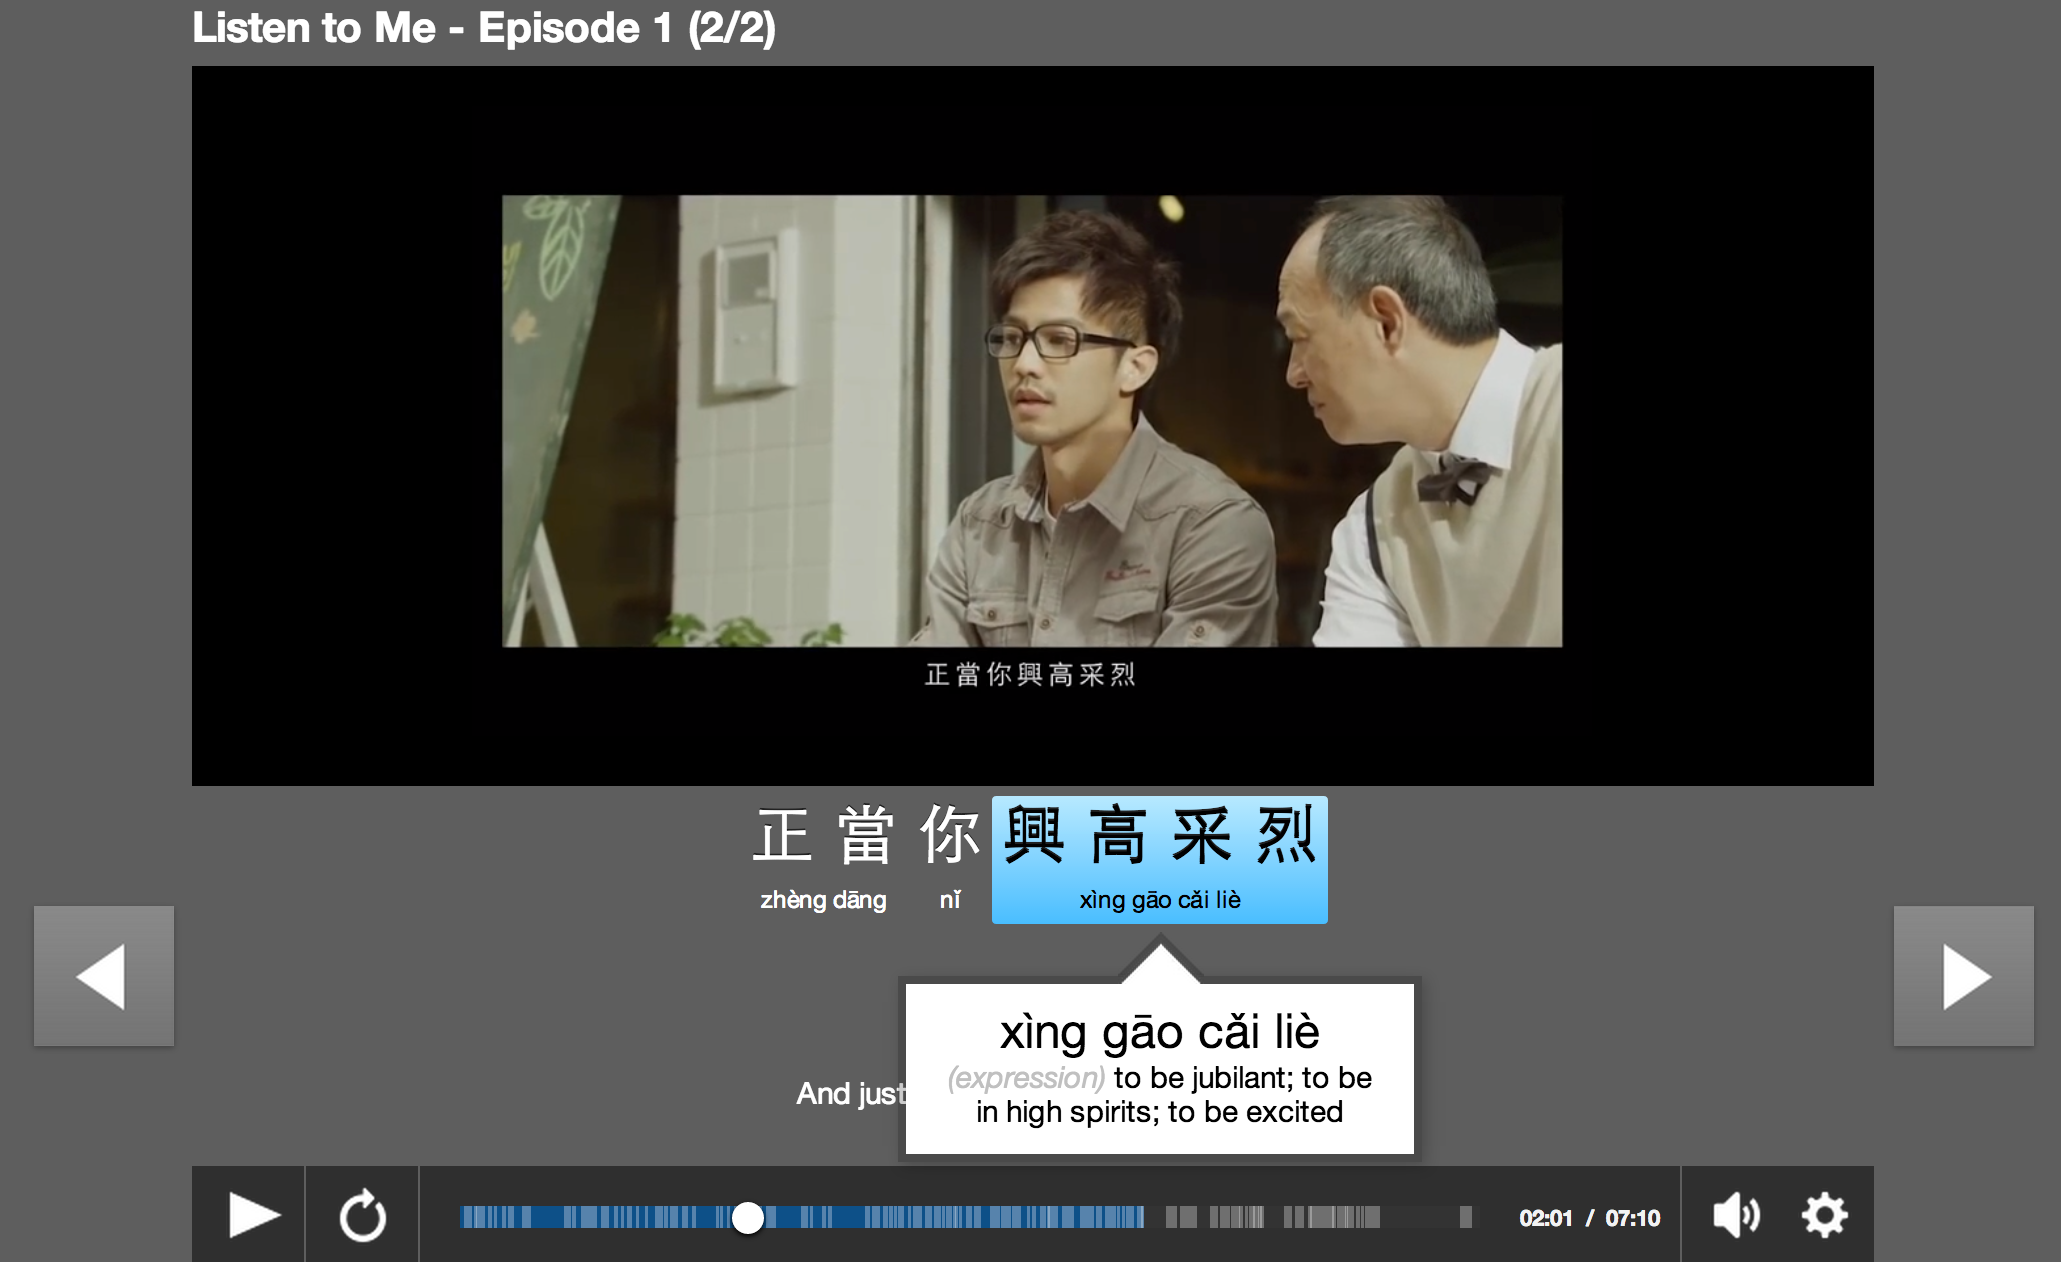 Listen to Me - Episode 1 (2/2)
正當你興高采烈
正當你興高采烈
zhèng dāng nǐ xìng gāo cǎi liè
xìng gāo cǎi liè
(expression) to be jubilant; to be
in high spirits; to be excited
And just
02:01 / 07:10